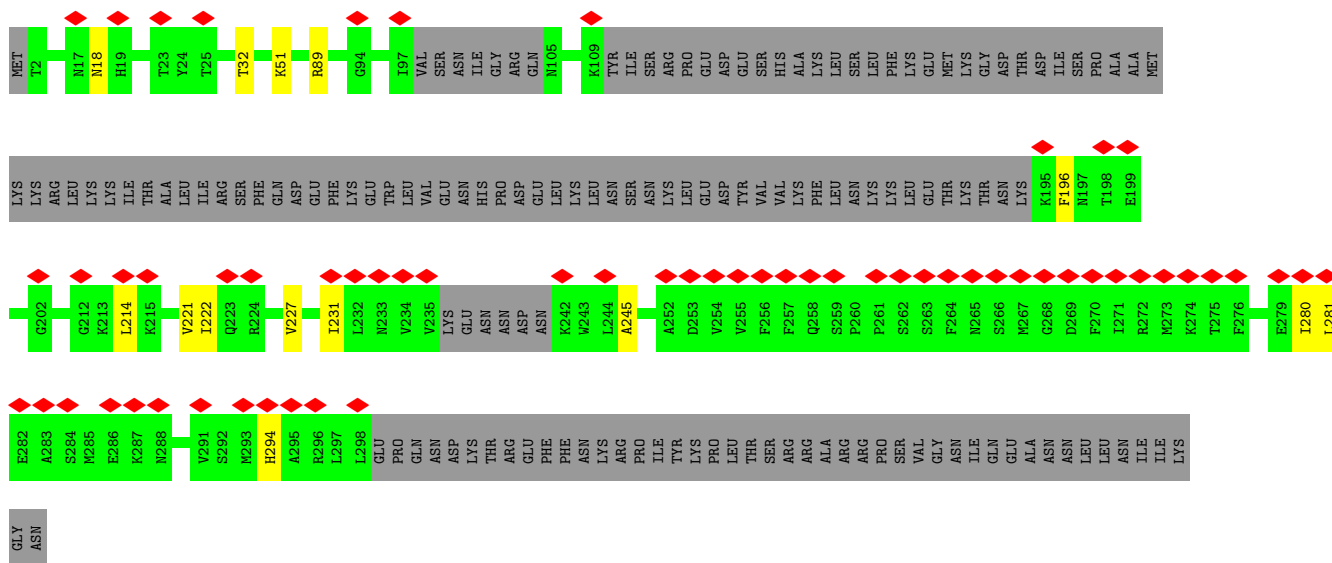 MET T2 N17 N18 H19 T23 Y24 T25 T32 K51 R89 G94 I97 VAL SER ASN ILE GLY ARG GLN N105 K109 TYR ILE SER ARG PRO GLU ASP GLU SER HIS ALA LYS LEU SER LEU PHE LYS GLU MET LYS GLY ASP THR ASP ILE SER PRO ALA ALA MET
LYS LYS ARG LEU LYS LYS ILE THR ALA LEU ILE ARG SER PHE GLN ASP GLU PHE LYS GLU TRP LEU VAL GLU ASN HIS PRO ASP GLU LEU LYS LEU ASN SER ASN LYS LEU GLU ASP TYR VAL VAL LYS PHE LEU ASN LYS LYS LEU GLU THR LYS THR ASN LYS K195 F196 N197 T198 E199
G202 G212 K213 L214 K215 V221 I222 Q223 R224 V227 I231 L232 N233 V234 V235 LYS GLU ASN ASN ASP ASN K242 W243 L244 A245 A252 D253 V254 V255 F256 F257 Q258 S259 P260 P261 S262 S263 F264 N265 S266 M267 G268 D269 F270 I271 R272 M273 K274 T275 F276 E279 I280 L281
E282 A283 S284 M285 E286 K287 N288 V291 S292 M293 H294 A295 R296 L297 L298 GLU PRO GLN ASN ASP LYS THR ARG GLU PHE PHE ASN LYS ARG PRO ILE TYR LYS PRO LEU THR SER ARG ARG ALA ARG ARG PRO SER VAL GLY ASN ILE GLN GLU ALA ASN ASN LEU LEU ASN ILE ILE LYS
GLY ASN